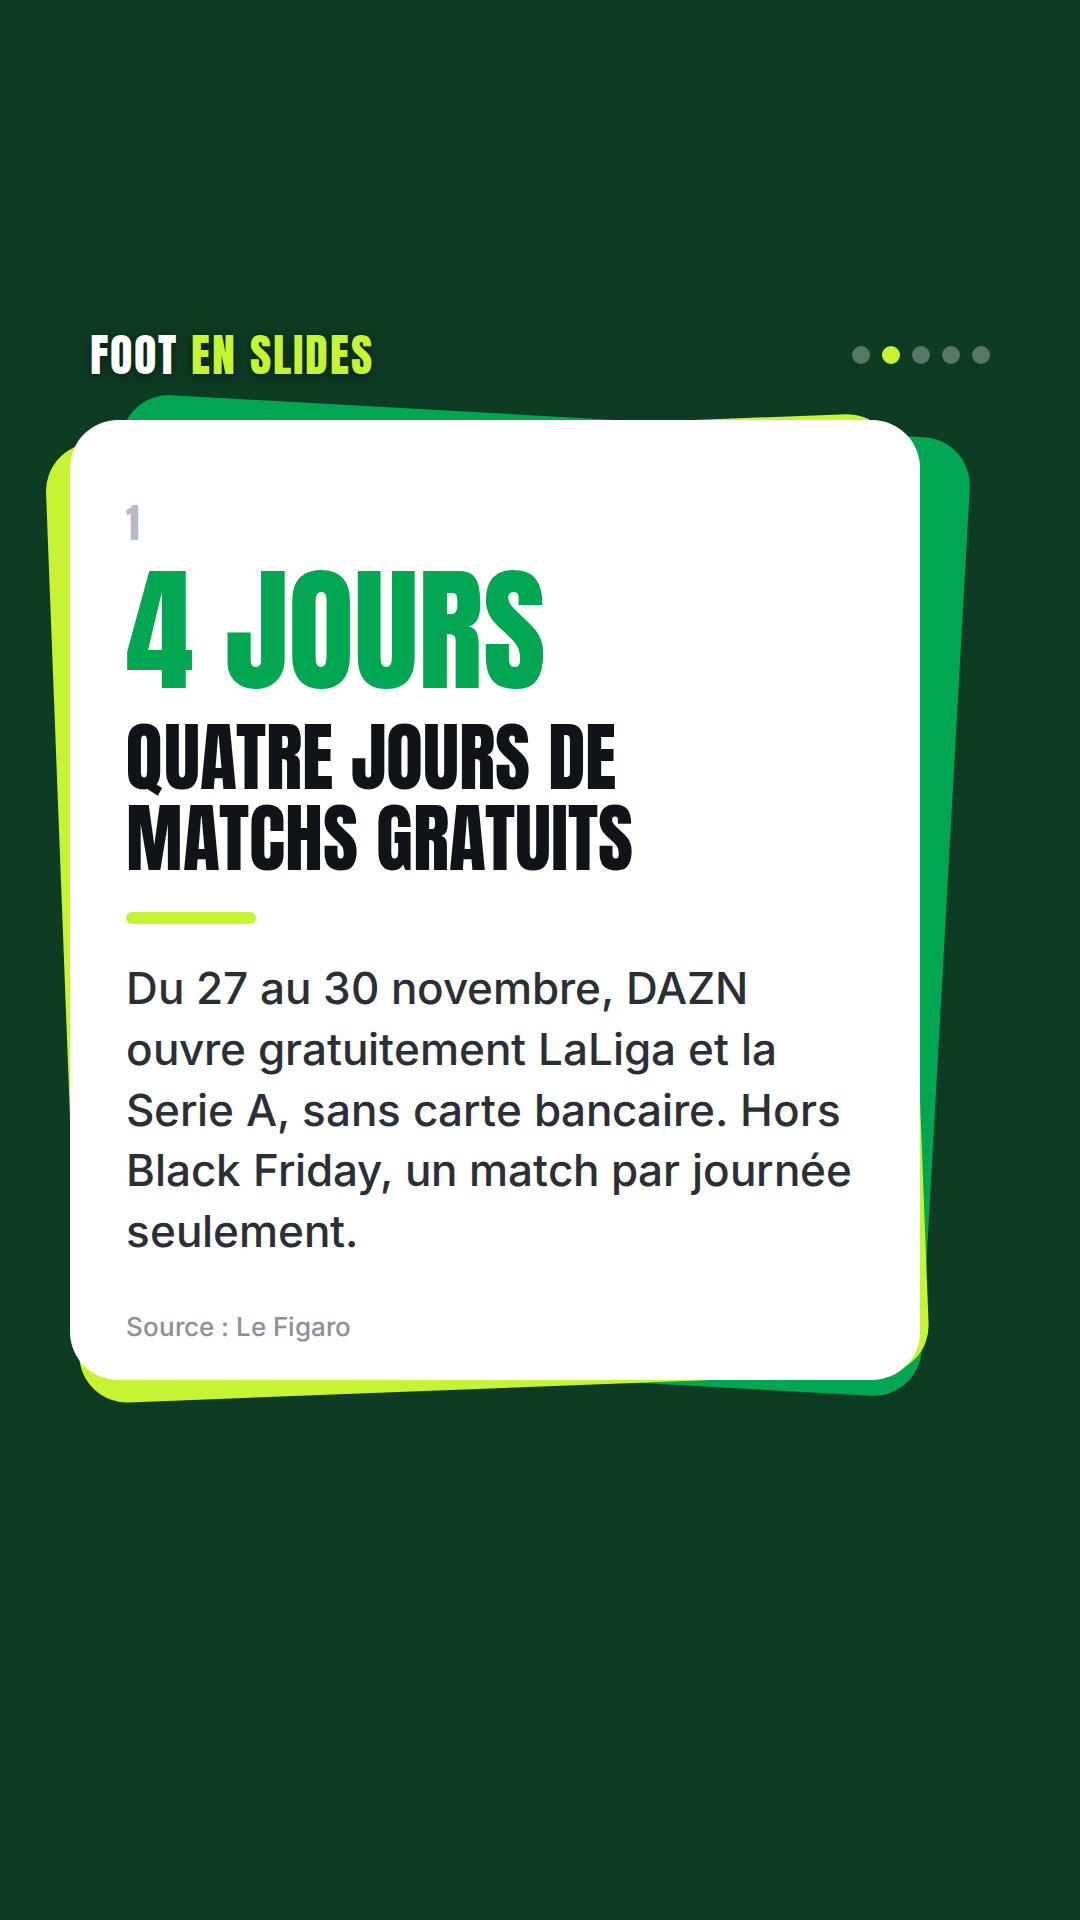 FOOT EN SLIDES
1
4 JOURS
QUATRE JOURS DE
MATCHS GRATUITS
Du 27 au 30 novembre, DAZN
ouvre gratuitement LaLiga et la
Serie A, sans carte bancaire. Hors
Black Friday, un match par journée
seulement.
Source : Le Figaro